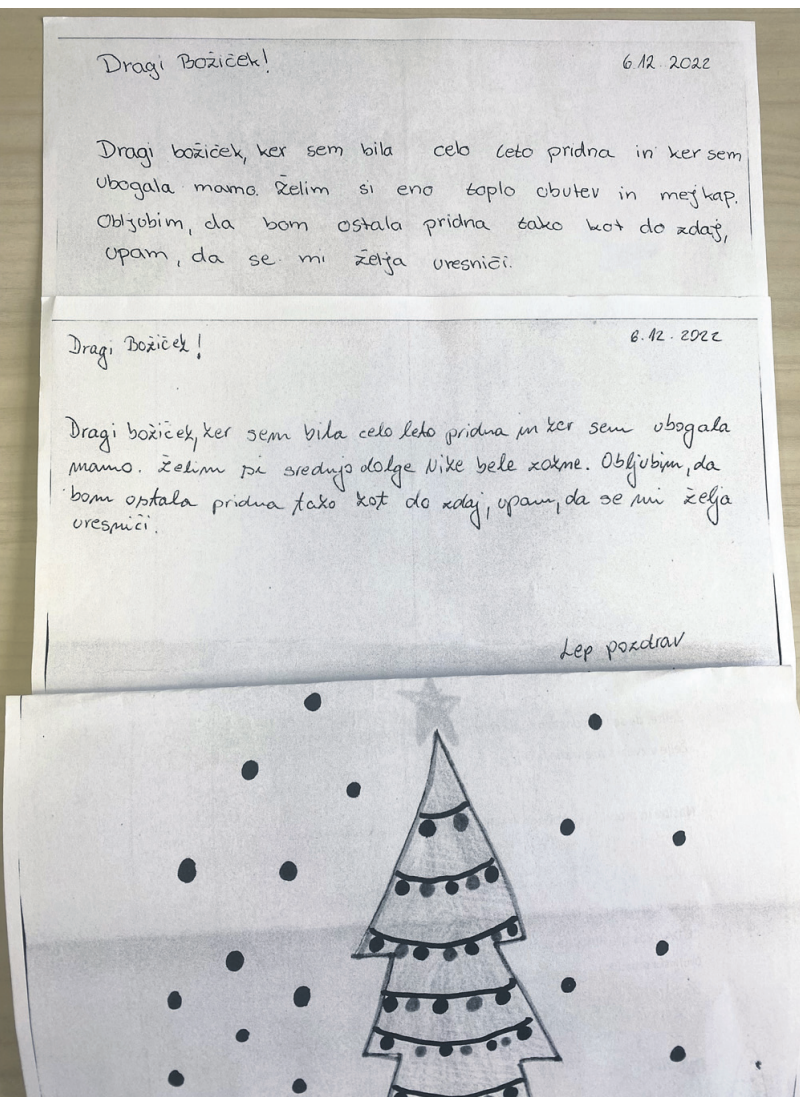 Dragi Božiček! 6.12.2022
Dragi božiček, ker sem bila celo leto pridna in ker sem
ubogala mamo. Želim si eno toplo obutev in mejkap.
Obljubim, da bom ostala pridna tako kot do zdaj,
upam, da se mi želja uresniči.
Dragi Božiček! 6.12.2022
Dragi božiček, ker sem bila celo leto pridna in ker sem ubogala
mamo. Želim si srednjo dolge Nike bele zokne. Obljubim, da
bom ostala pridna tako kot do zdaj, upam, da se mi želja
uresniči.
Lep pozdrav